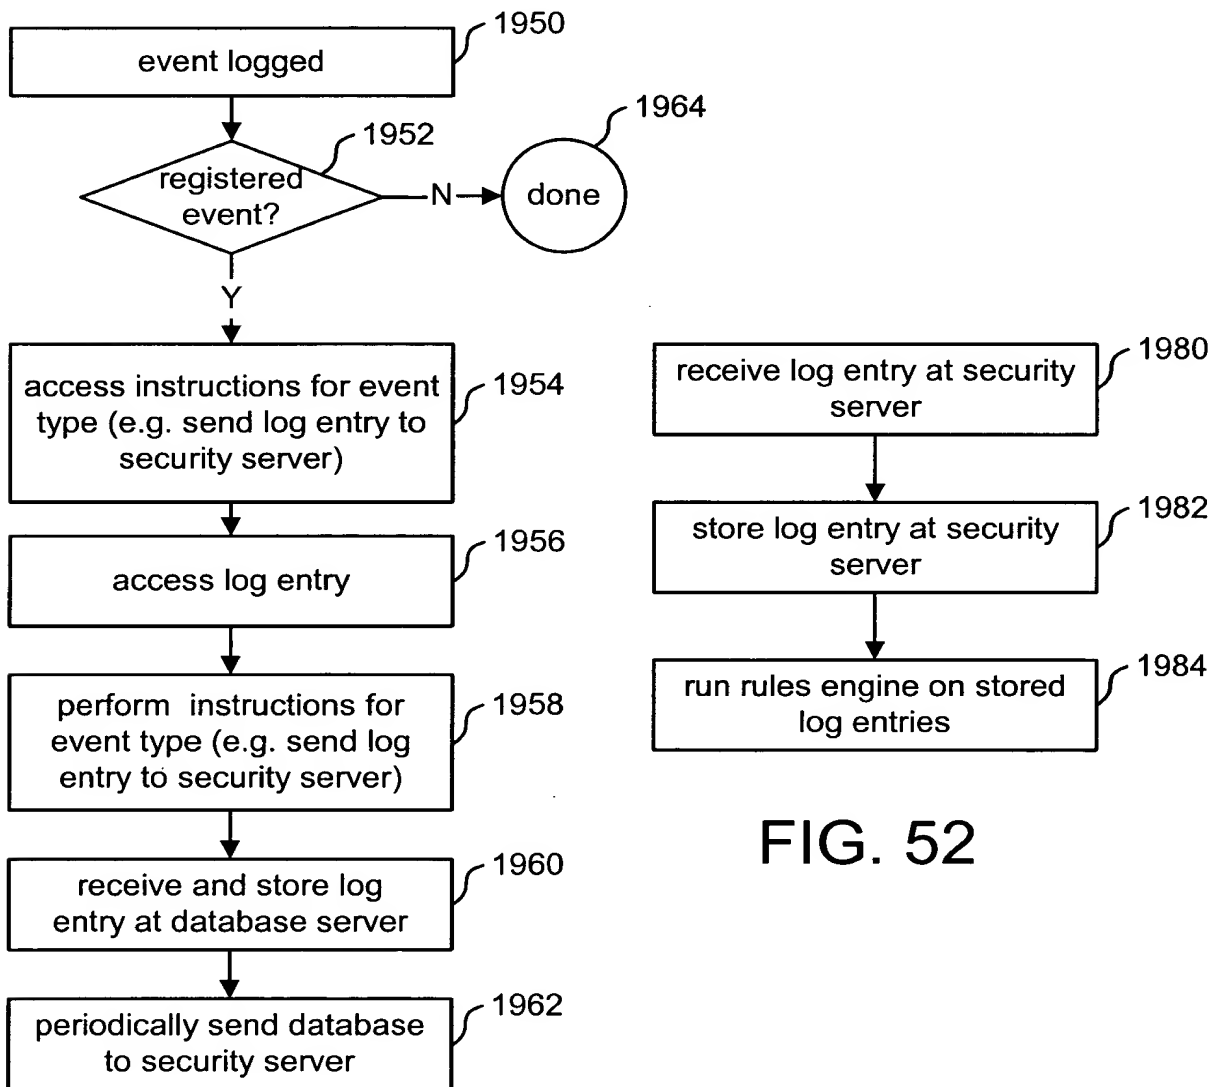 event logged
1950
registered
event?
1952
N
done
1964
Y
access instructions for event
type (e.g. send log entry to
security server)
1954
access log entry
1956
perform instructions for
event type (e.g. send log
entry to security server)
1958
receive and store log
entry at database server
1960
periodically send database
to security server
1962
receive log entry at security
server
1980
store log entry at security
server
1982
run rules engine on stored
log entries
1984
FIG. 52